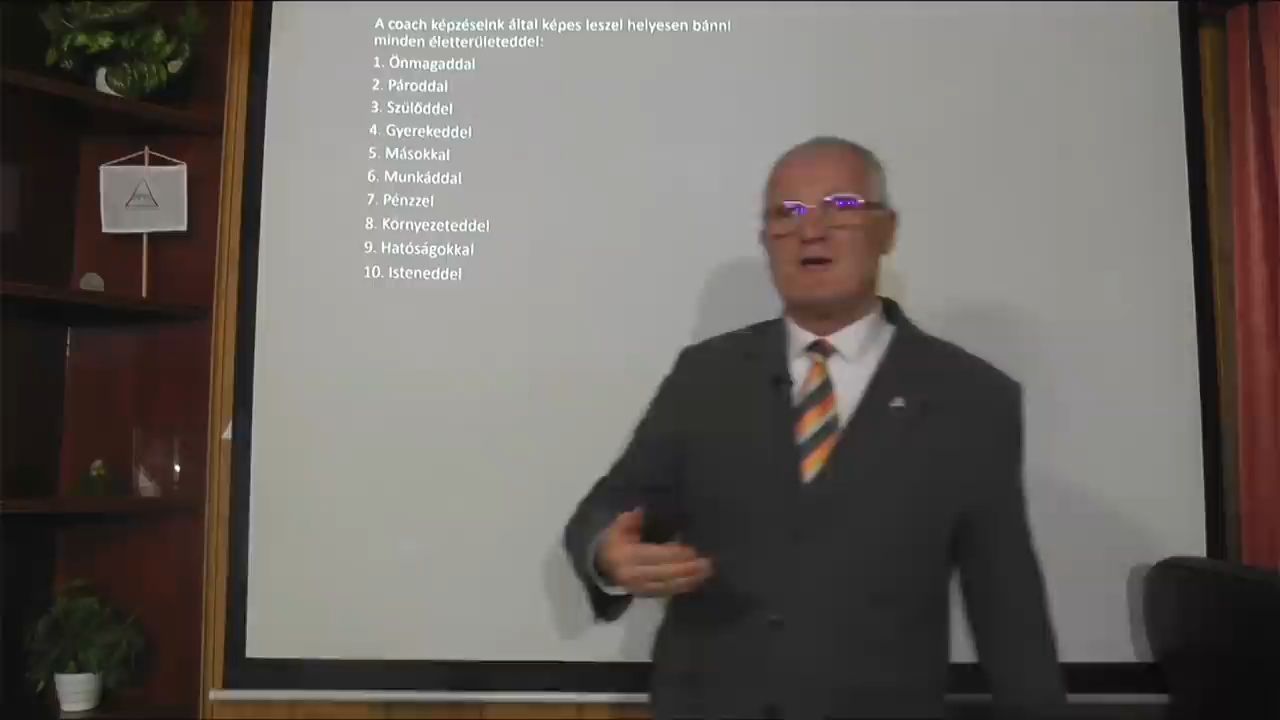 A coach képzéseink által képes leszel helyesen bánni
minden életterületeddel:
1. Önmagaddal
2. Pároddal
3. Szülőddel
4. Gyerekeddel
5. Másokkal
6. Munkáddal
7. Pénzzel
8. Környezeteddel
9. Hatóságokkal
10. Isteneddel